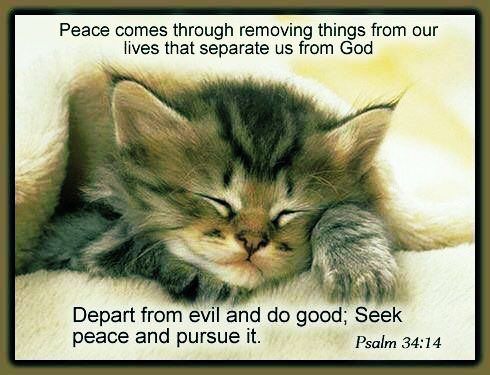 Peace comes through removing things from our
lives that separate us from God
Depart from evil and do good; Seek
peace and pursue it.
Psalm 34:14